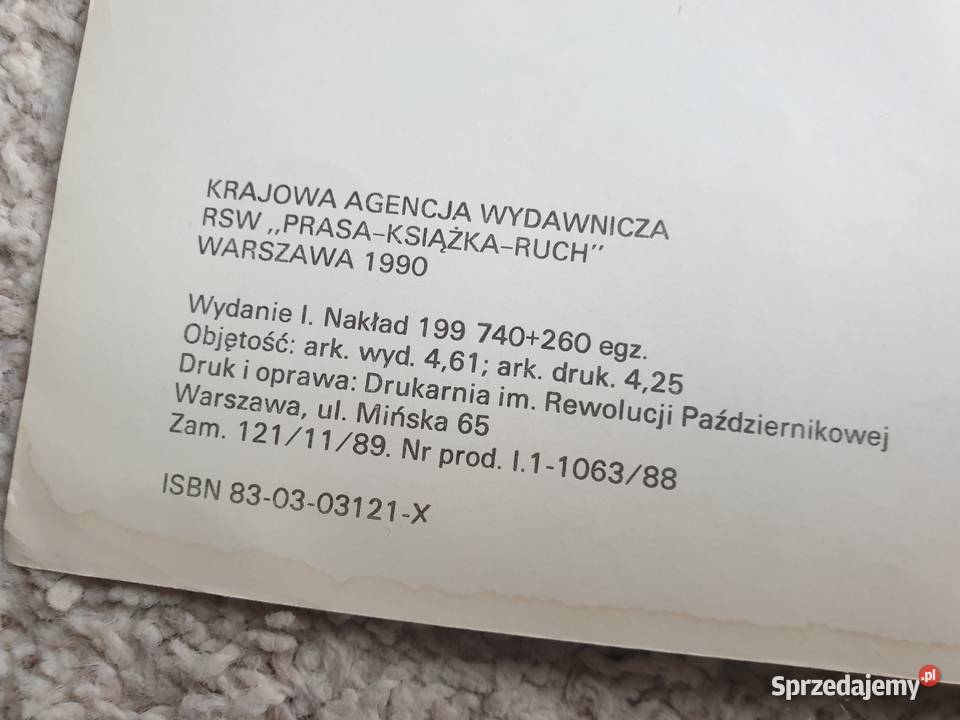 KRAJOWA AGENCJA WYDAWNICZA
RSW „PRASA–KSIĄŻKA–RUCH”
WARSZAWA 1990
Wydanie I. Nakład 199 740+260 egz.
Objętość: ark. wyd. 4,61; ark. druk. 4,25
Druk i oprawa: Drukarnia im. Rewolucji Październikowej
Warszawa, ul. Mińska 65
Zam. 121/11/89. Nr prod. I.1-1063/88
ISBN 83-03-03121-X
Sprzedajemy.pl